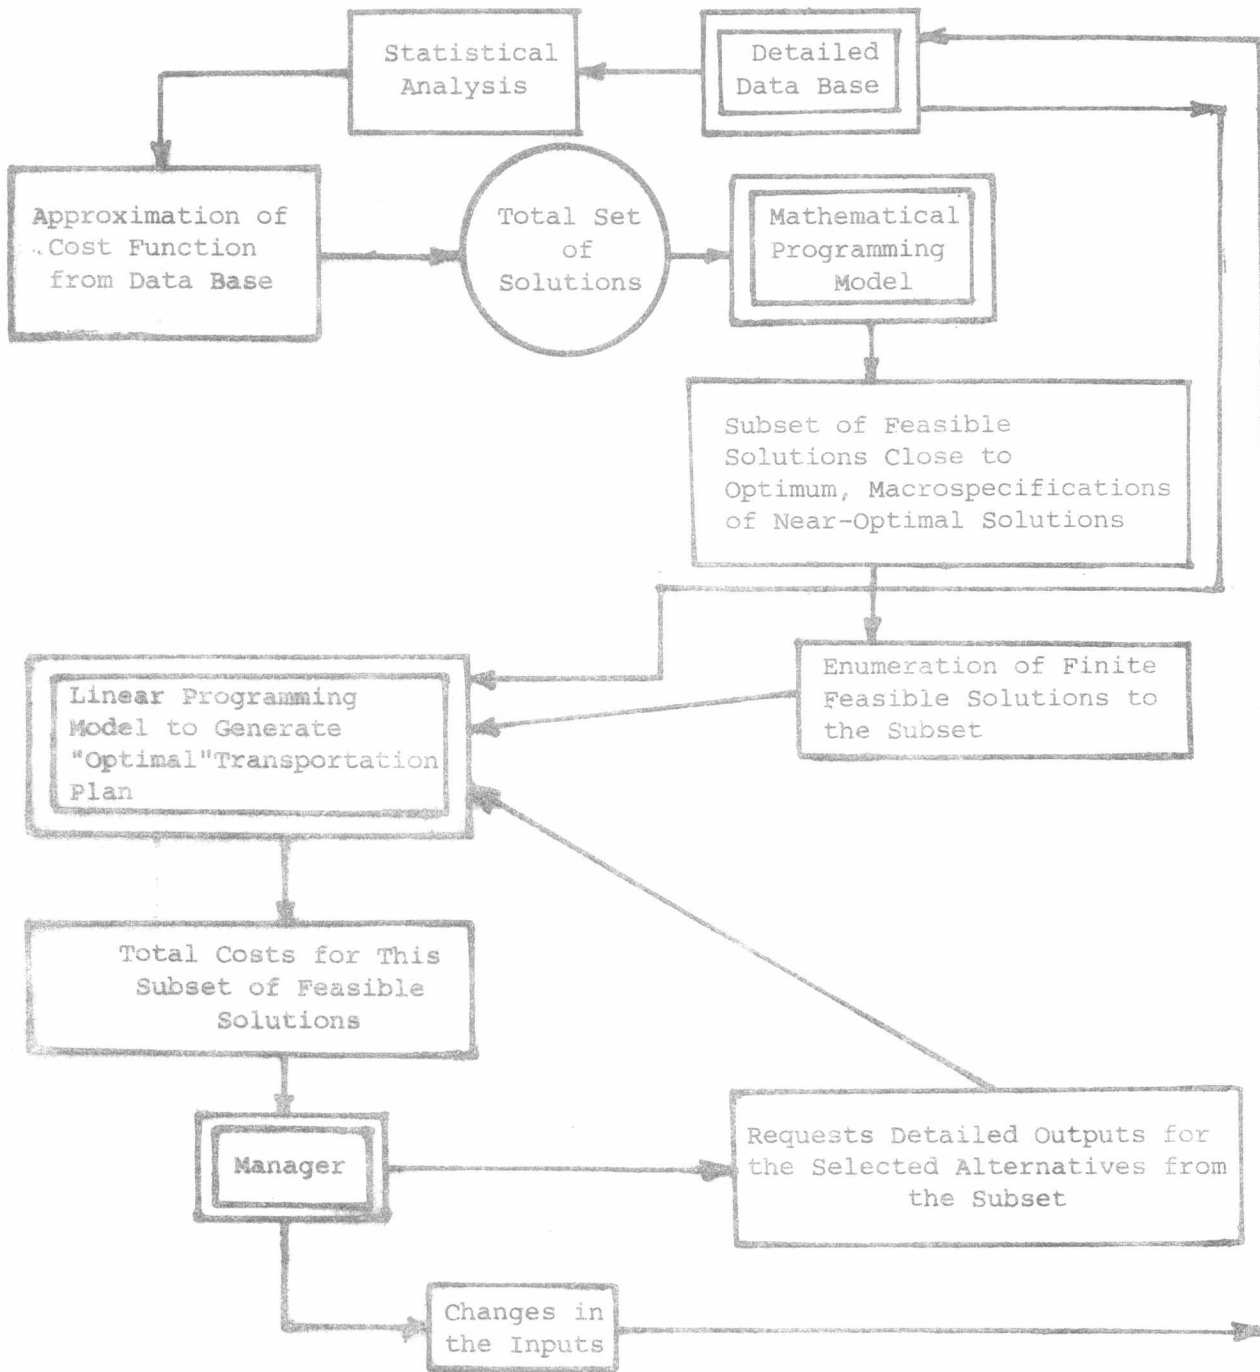 Statistical
Analysis
Detailed
Data Base
Approximation of
Cost Function
from Data Base
Total Set
of
Solutions
Mathematical
Programming
Model
Subset of Feasible
Solutions Close to
Optimum, Macrospecifications
of Near-Optimal Solutions
Enumeration of Finite
Feasible Solutions to
the Subset
Linear Programming
Model to Generate
"Optimal"Transportation
Plan
Total Costs for This
Subset of Feasible
Solutions
Manager
Requests Detailed Outputs for
the Selected Alternatives from
the Subset
Changes in
the Inputs